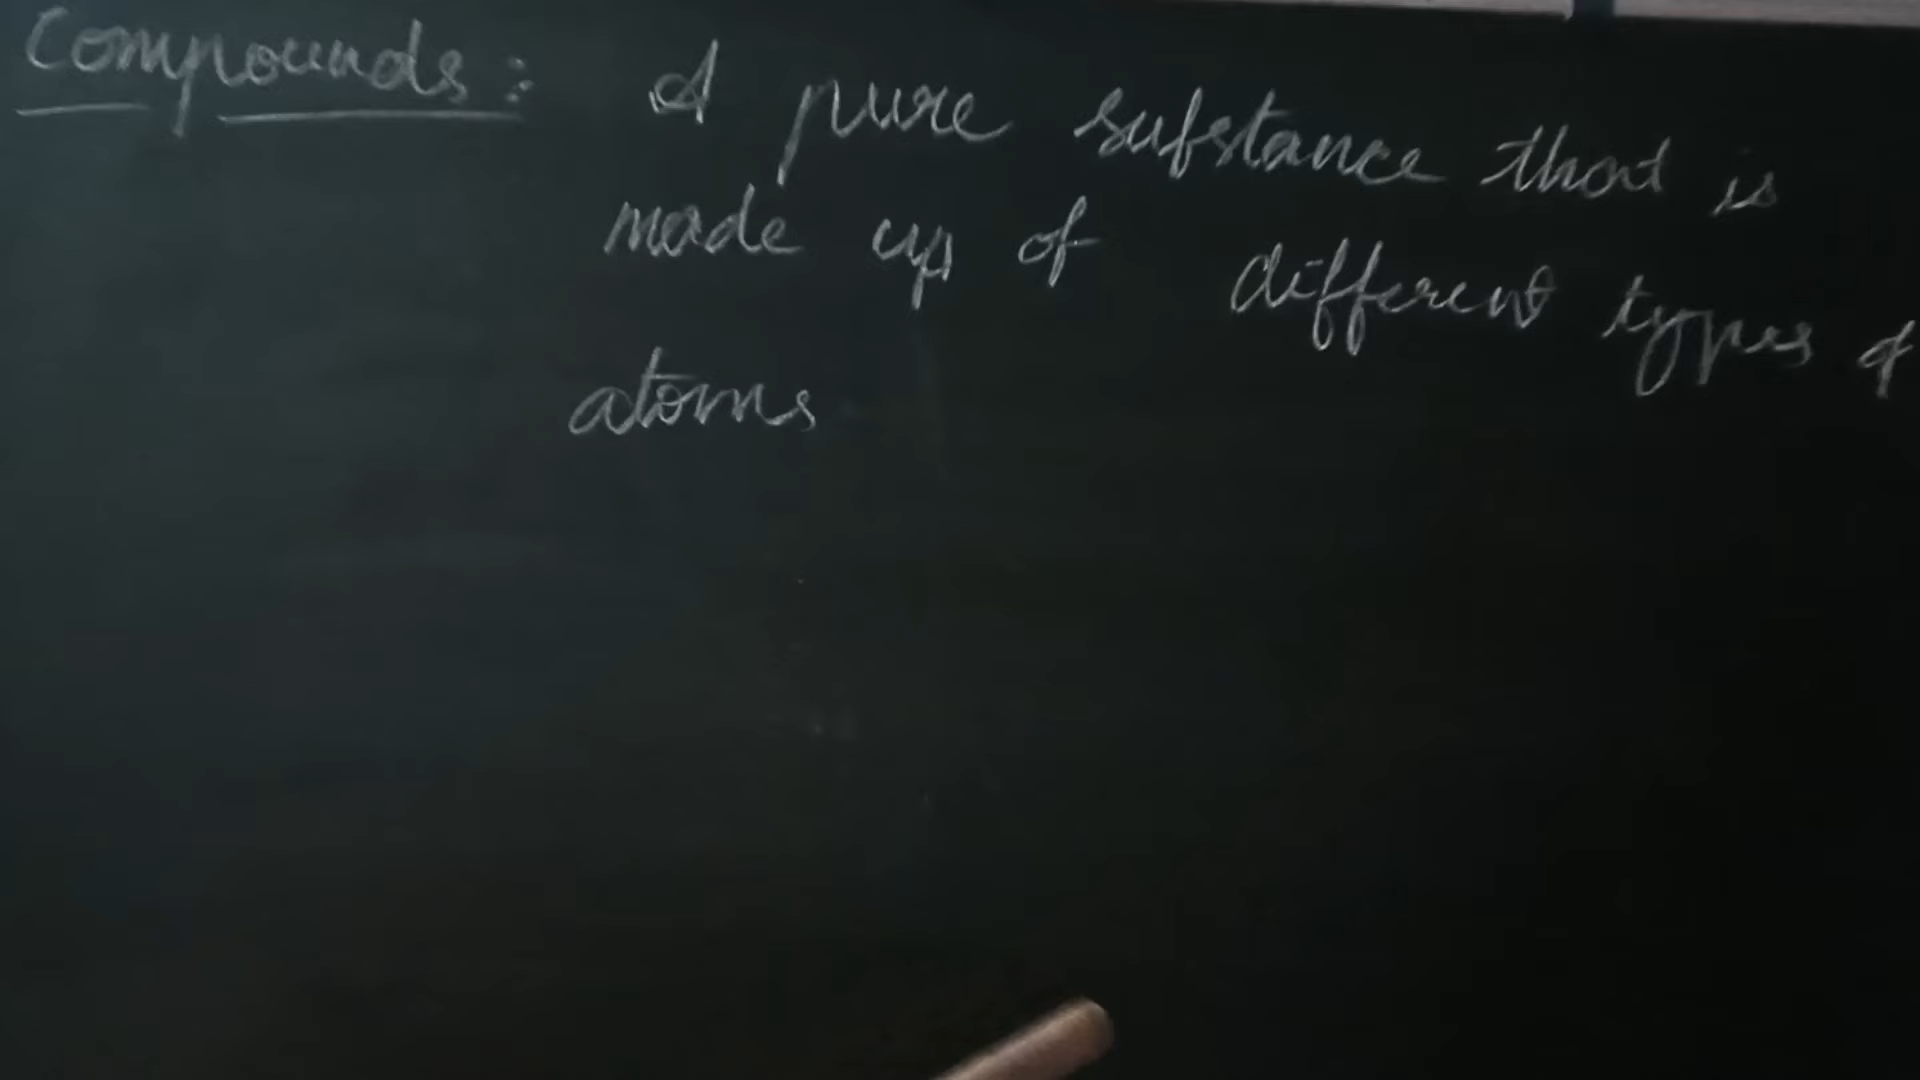 Compounds: A pure substance that is
made up of different types of
atoms